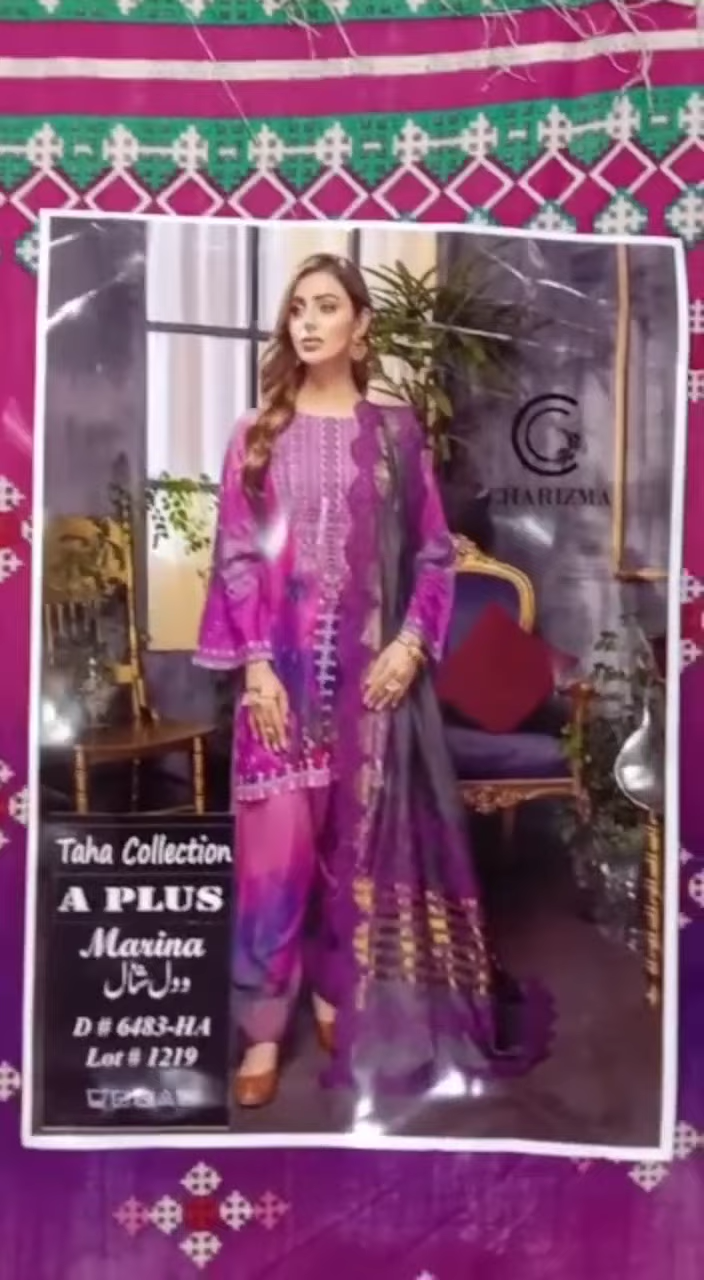 CHARIZMA
Taha Collection
A PLUS
Marina
وول شال
D # 6483-HA
Lot # 1219